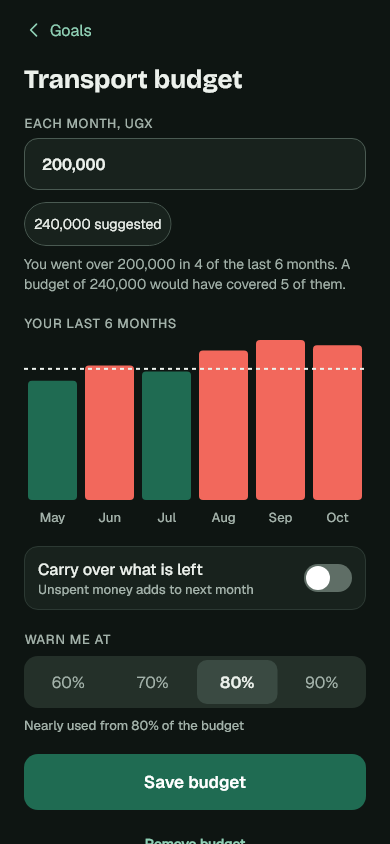 Goals
Transport budget
EACH MONTH, UGX
200,000
240,000 suggested
You went over 200,000 in 4 of the last 6 months. A
budget of 240,000 would have covered 5 of them.
YOUR LAST 6 MONTHS
May Jun Jul Aug Sep Oct
Carry over what is left
Unspent money adds to next month
WARN ME AT
60% 70% 80% 90%
Nearly used from 80% of the budget
Save budget
Remove budget